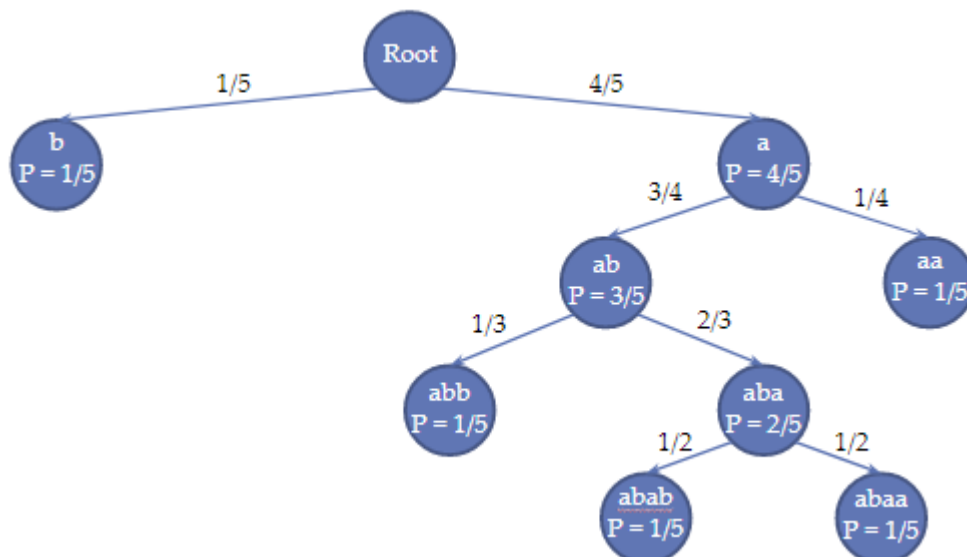 Root
1/5
4/5
b
P = 1/5
a
P = 4/5
3/4
1/4
ab
P = 3/5
aa
P = 1/5
1/3
2/3
abb
P = 1/5
aba
P = 2/5
1/2
1/2
abab
P = 1/5
abaa
P = 1/5